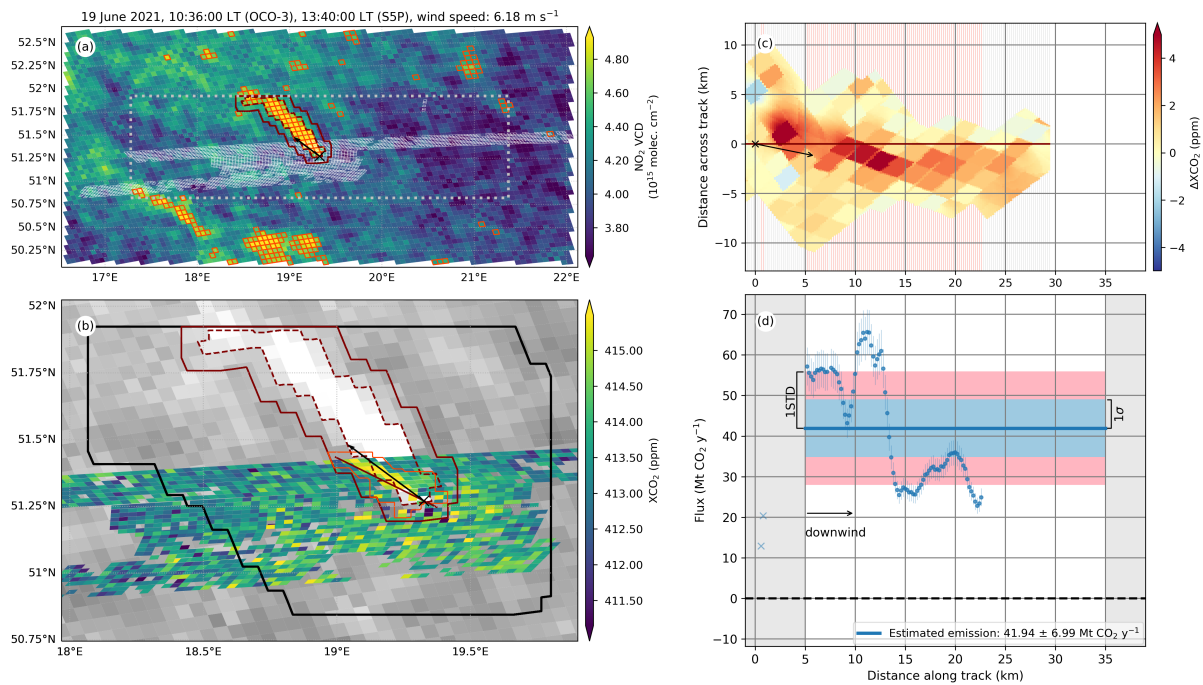 19 June 2021, 10:36:00 LT (OCO-3), 13:40:00 LT (S5P), wind speed: 6.18 m s⁻¹
(a)
52.5°N
52.25°N
52°N
51.75°N
51.5°N
51.25°N
51°N
50.75°N
50.5°N
50.25°N
17°E
18°E
19°E
20°E
21°E
22°E
4.80
4.60
4.40
4.20
4.00
3.80
NO₂ VCD
(10¹⁵ molec. cm⁻²)
(b)
52°N
51.75°N
51.5°N
51.25°N
51°N
50.75°N
18°E
18.5°E
19°E
19.5°E
415.00
414.50
414.00
413.50
413.00
412.50
412.00
411.50
XCO₂ (ppm)
(c)
10
5
0
−5
−10
Distance across track (km)
0
5
10
15
20
25
30
35
4
2
0
−2
−4
ΔXCO₂ (ppm)
(d)
70
60
50
40
30
20
10
0
−10
Flux (Mt CO₂ y⁻¹)
1STD
1σ
downwind
Estimated emission: 41.94 ± 6.99 Mt CO₂ y⁻¹
0
5
10
15
20
25
30
35
Distance along track (km)